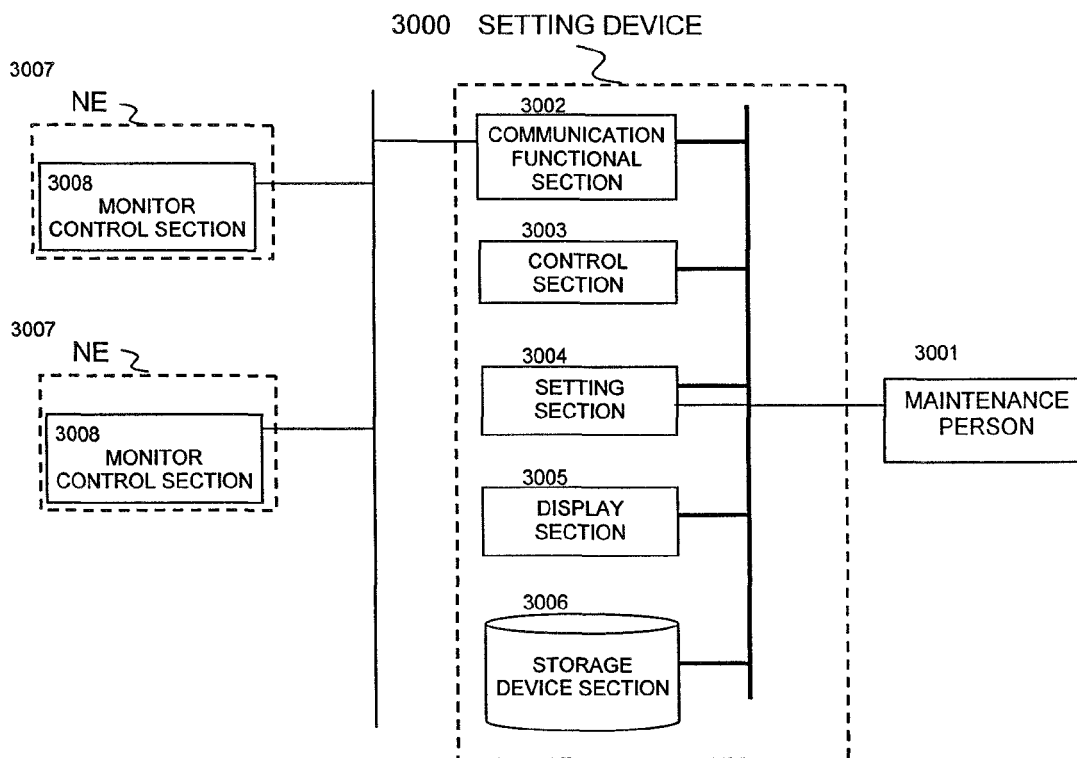 3000 SETTING DEVICE
3007
NE
3008
MONITOR
CONTROL SECTION
3007
NE
3008
MONITOR
CONTROL SECTION
3002
COMMUNICATION
FUNCTIONAL
SECTION
3003
CONTROL
SECTION
3004
SETTING
SECTION
3005
DISPLAY
SECTION
3006
STORAGE
DEVICE SECTION
3001
MAINTENANCE
PERSON